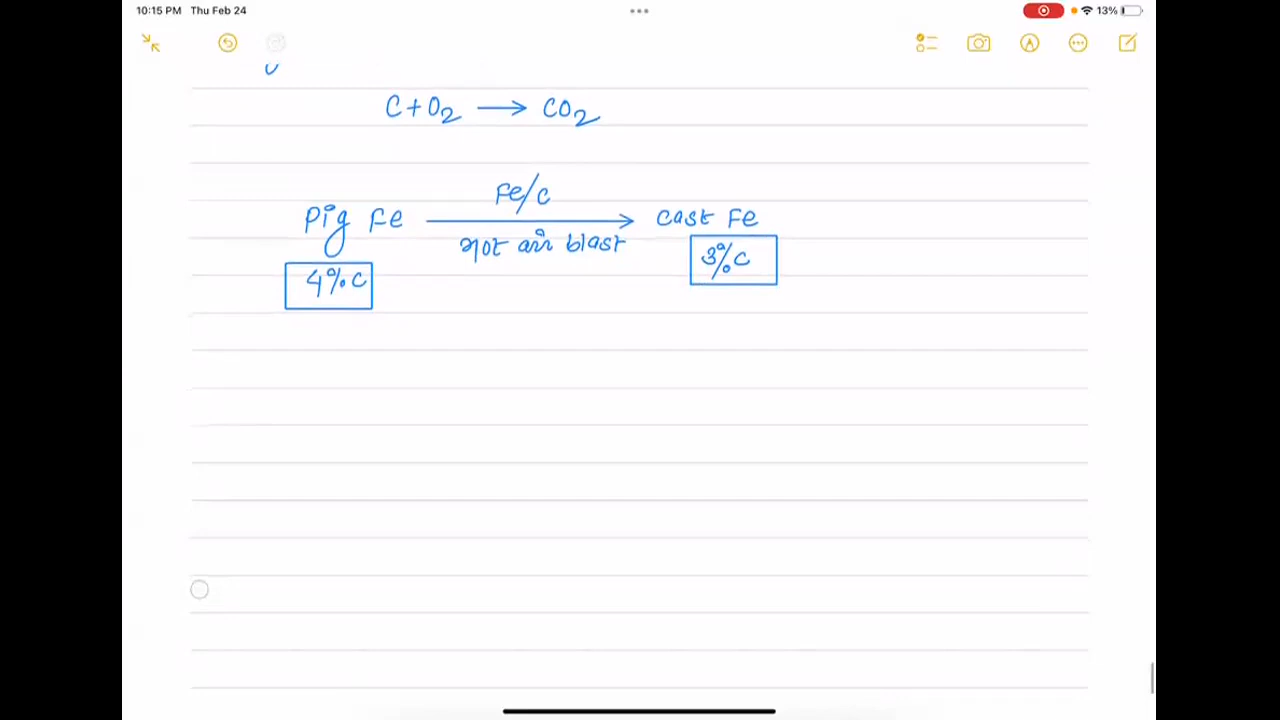 10:15 PM Thu Feb 24
13%
C + O2 → CO2
Fe/C
Pig Fe → cast Fe
hot air blast
3% C
4% C